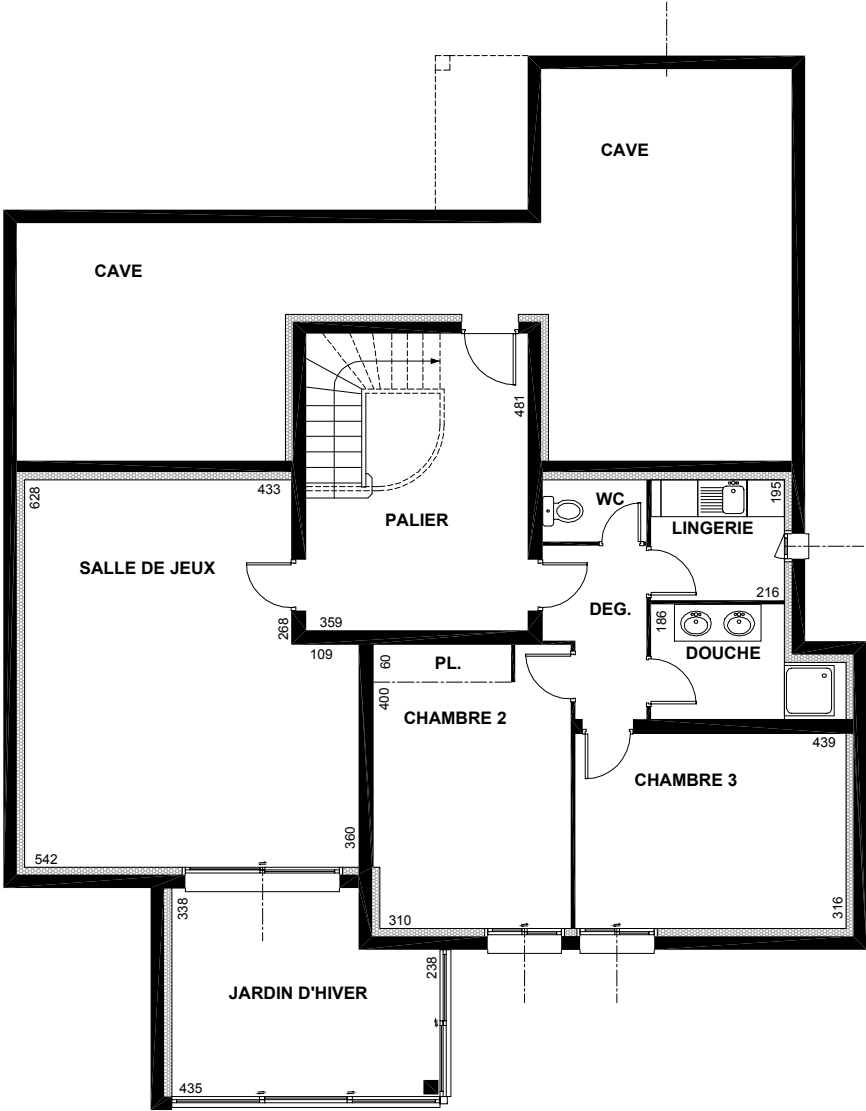 CAVE
CAVE
481
628
433
WC
195
LINGERIE
PALIER
SALLE DE JEUX
216
268
359
DEG.
186
109
60
PL.
DOUCHE
400
CHAMBRE 2
439
CHAMBRE 3
360
542
338
310
316
238
JARDIN D'HIVER
435